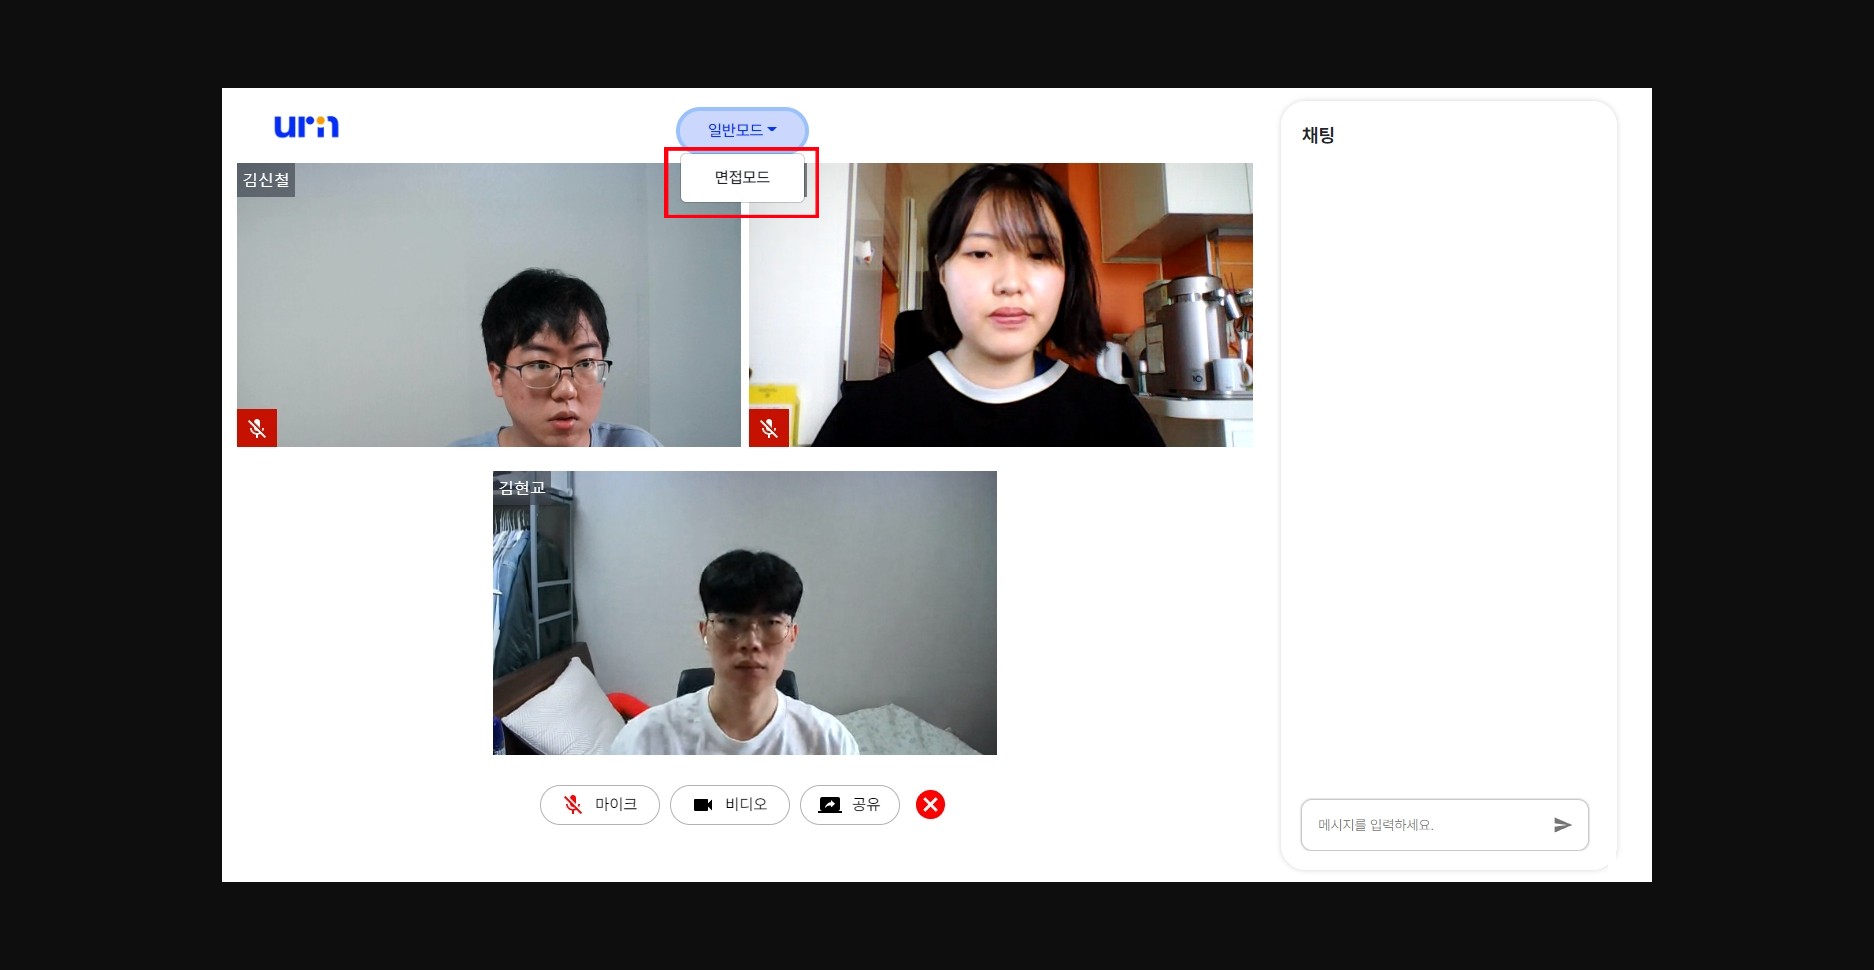 urn
일반모드
면접모드
김신철
김현교
마이크
비디오
공유
채팅
메시지를 입력하세요.